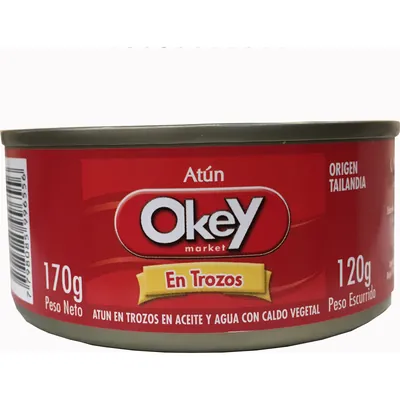 Atún
ORIGEN
TAILANDIA
Okey
market
En Trozos
170g
Peso Neto
120g
Peso Escurrido
ATUN EN TROZOS EN ACEITE Y AGUA CON CALDO VEGETAL